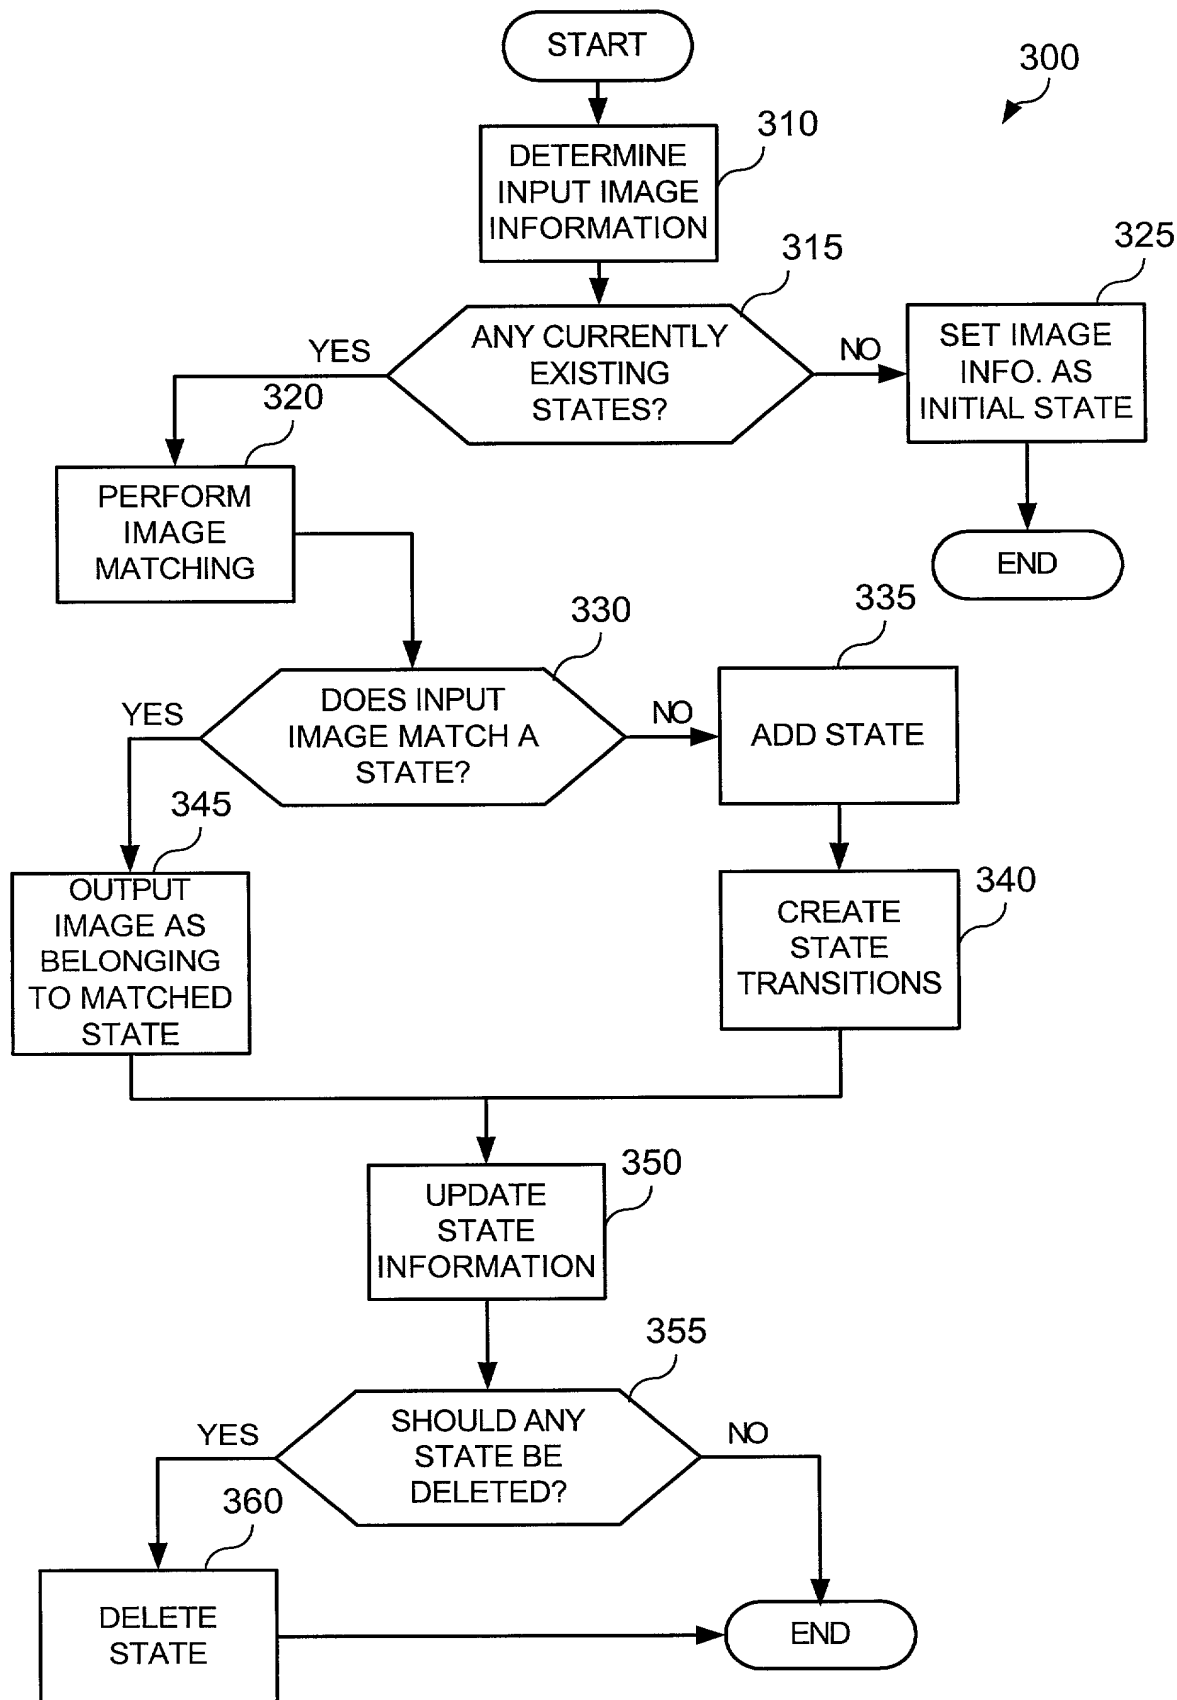 START
300
310
DETERMINE
INPUT IMAGE
INFORMATION
315
325
ANY CURRENTLY
EXISTING
STATES?
YES
NO
SET IMAGE
INFO. AS
INITIAL STATE
320
PERFORM
IMAGE
MATCHING
END
330
335
DOES INPUT
IMAGE MATCH A
STATE?
YES
NO
ADD STATE
345
OUTPUT
IMAGE AS
BELONGING
TO MATCHED
STATE
340
CREATE
STATE
TRANSITIONS
350
UPDATE
STATE
INFORMATION
355
SHOULD ANY
STATE BE
DELETED?
YES
NO
360
DELETE
STATE
END